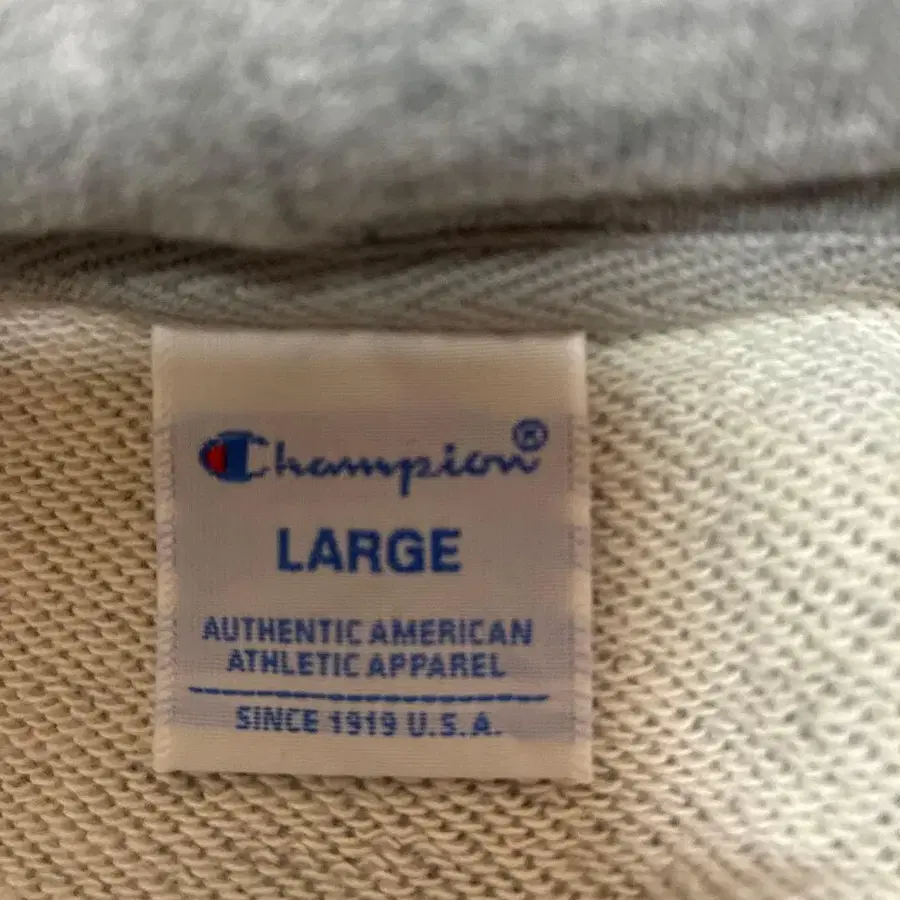 Champion®
LARGE
AUTHENTIC AMERICAN
ATHLETIC APPAREL
SINCE 1919 U.S.A.